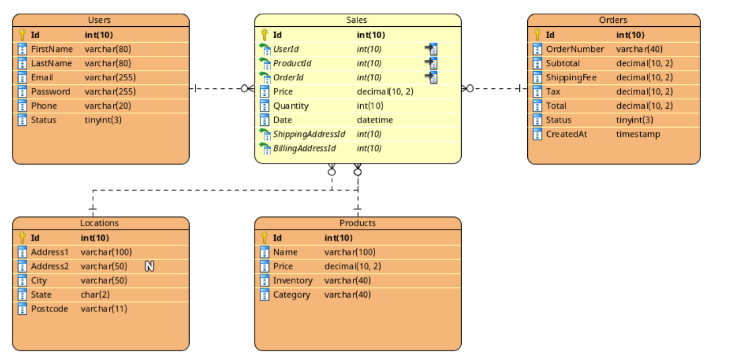 Users
Id int(10)
FirstName varchar(80)
LastName varchar(80)
Email varchar(255)
Password varchar(255)
Phone varchar(20)
Status tinyint(3)
Sales
Id int(10)
UserId int(10)
ProductId int(10)
OrderId int(10)
Price decimal(10, 2)
Quantity int(10)
Date datetime
ShippingAddressId int(10)
BillingAddressId int(10)
Orders
Id int(10)
OrderNumber varchar(40)
Subtotal decimal(10, 2)
ShippingFee decimal(10, 2)
Tax decimal(10, 2)
Total decimal(10, 2)
Status tinyint(3)
CreatedAt timestamp
Locations
Id int(10)
Address1 varchar(100)
Address2 varchar(50) N
City varchar(50)
State char(2)
Postcode varchar(11)
Products
Id int(10)
Name varchar(100)
Price decimal(10, 2)
Inventory varchar(40)
Category varchar(40)